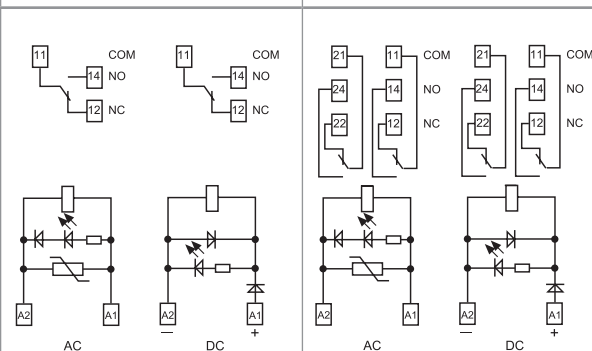 11 COM 11 COM 21 11 COM 21 11 COM
14 NO 14 NO 24 14 NO 24 14 NO
12 NC 12 NC 22 12 NC 22 12 NC
A2 A1 A2 A1 A2 A1 A2 A1
— + — +
AC DC AC DC